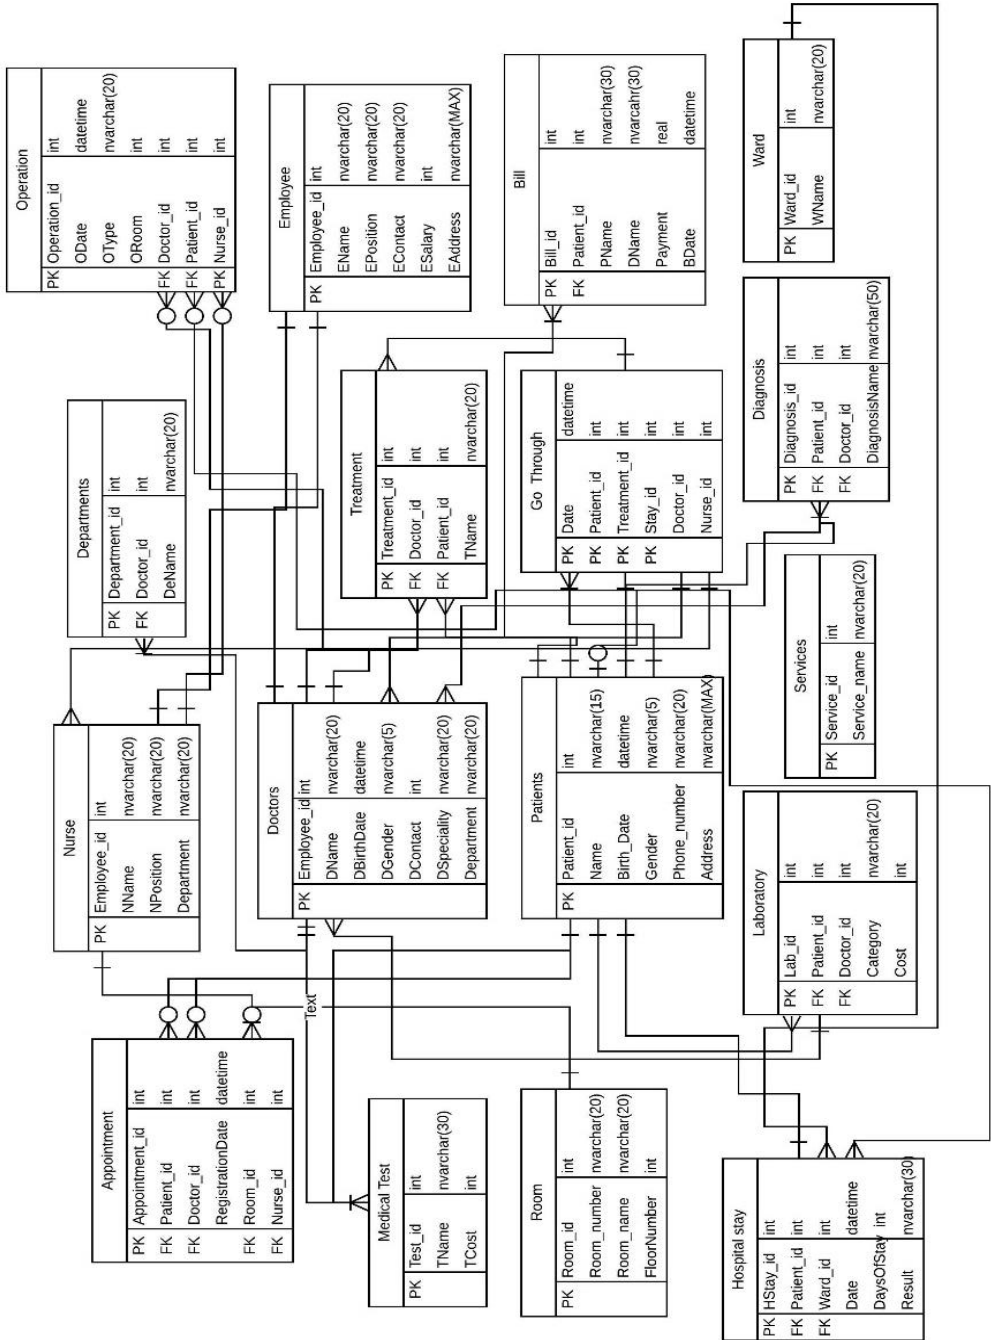 Appointment
PK Appointment_id int
FK Patient_id int
FK Doctor_id int
RegistrationDate datetime
FK Room_id int
FK Nurse_id int
Nurse
PK Employee_id int
NName nvarchar(20)
NPosition nvarchar(20)
Department nvarchar(20)
Departments
PK Department_id int
FK Doctor_id int
DeName nvarchar(20)
Operation
PK Operation_id int
ODate datetime
OType nvarchar(20)
ORoom int
FK Doctor_id int
FK Patient_id int
PK Nurse_id int
Text
Medical Test
PK Test_id int
TName nvarchar(30)
TCost int
Doctors
PK Employee_id int
DName nvarchar(20)
DBirthDate datetime
DGender nvarchar(5)
DContact int
DSpeciality nvarchar(20)
Department nvarchar(20)
Treatment
PK Treatment_id int
FK Doctor_id int
FK Patient_id int
TName nvarchar(20)
Employee
PK Employee_id int
EName nvarchar(20)
EPosition nvarchar(20)
EContact nvarchar(20)
ESalary int
EAddress nvarchar(MAX)
Room
PK Room_id int
Room_number nvarchar(20)
Room_name nvarchar(20)
FloorNumber int
Patients
PK Patient_id int
Name nvarchar(15)
Birth_Date datetime
Gender nvarchar(5)
Phone_number nvarchar(20)
Address nvarchar(MAX)
Go Through
PK Date datetime
PK Patient_id int
PK Treatment_id int
PK Stay_id int
Doctor_id int
Nurse_id int
Bill
PK Bill_id int
FK Patient_id int
PName nvarchar(30)
DName nvarcahr(30)
Payment real
BDate datetime
Hospital stay
PK HStay_id int
FK Patient_id int
FK Ward_id int
Date datetime
DaysOfStay int
Result nvarchar(30)
Laboratory
PK Lab_id int
FK Patient_id int
FK Doctor_id int
Category nvarchar(20)
Cost int
Services
PK Service_id int
Service_name nvarchar(20)
Diagnosis
PK Diagnosis_id int
FK Patient_id int
FK Doctor_id int
DiagnosisName nvarchar(50)
Ward
PK Ward_id int
WName nvarchar(20)